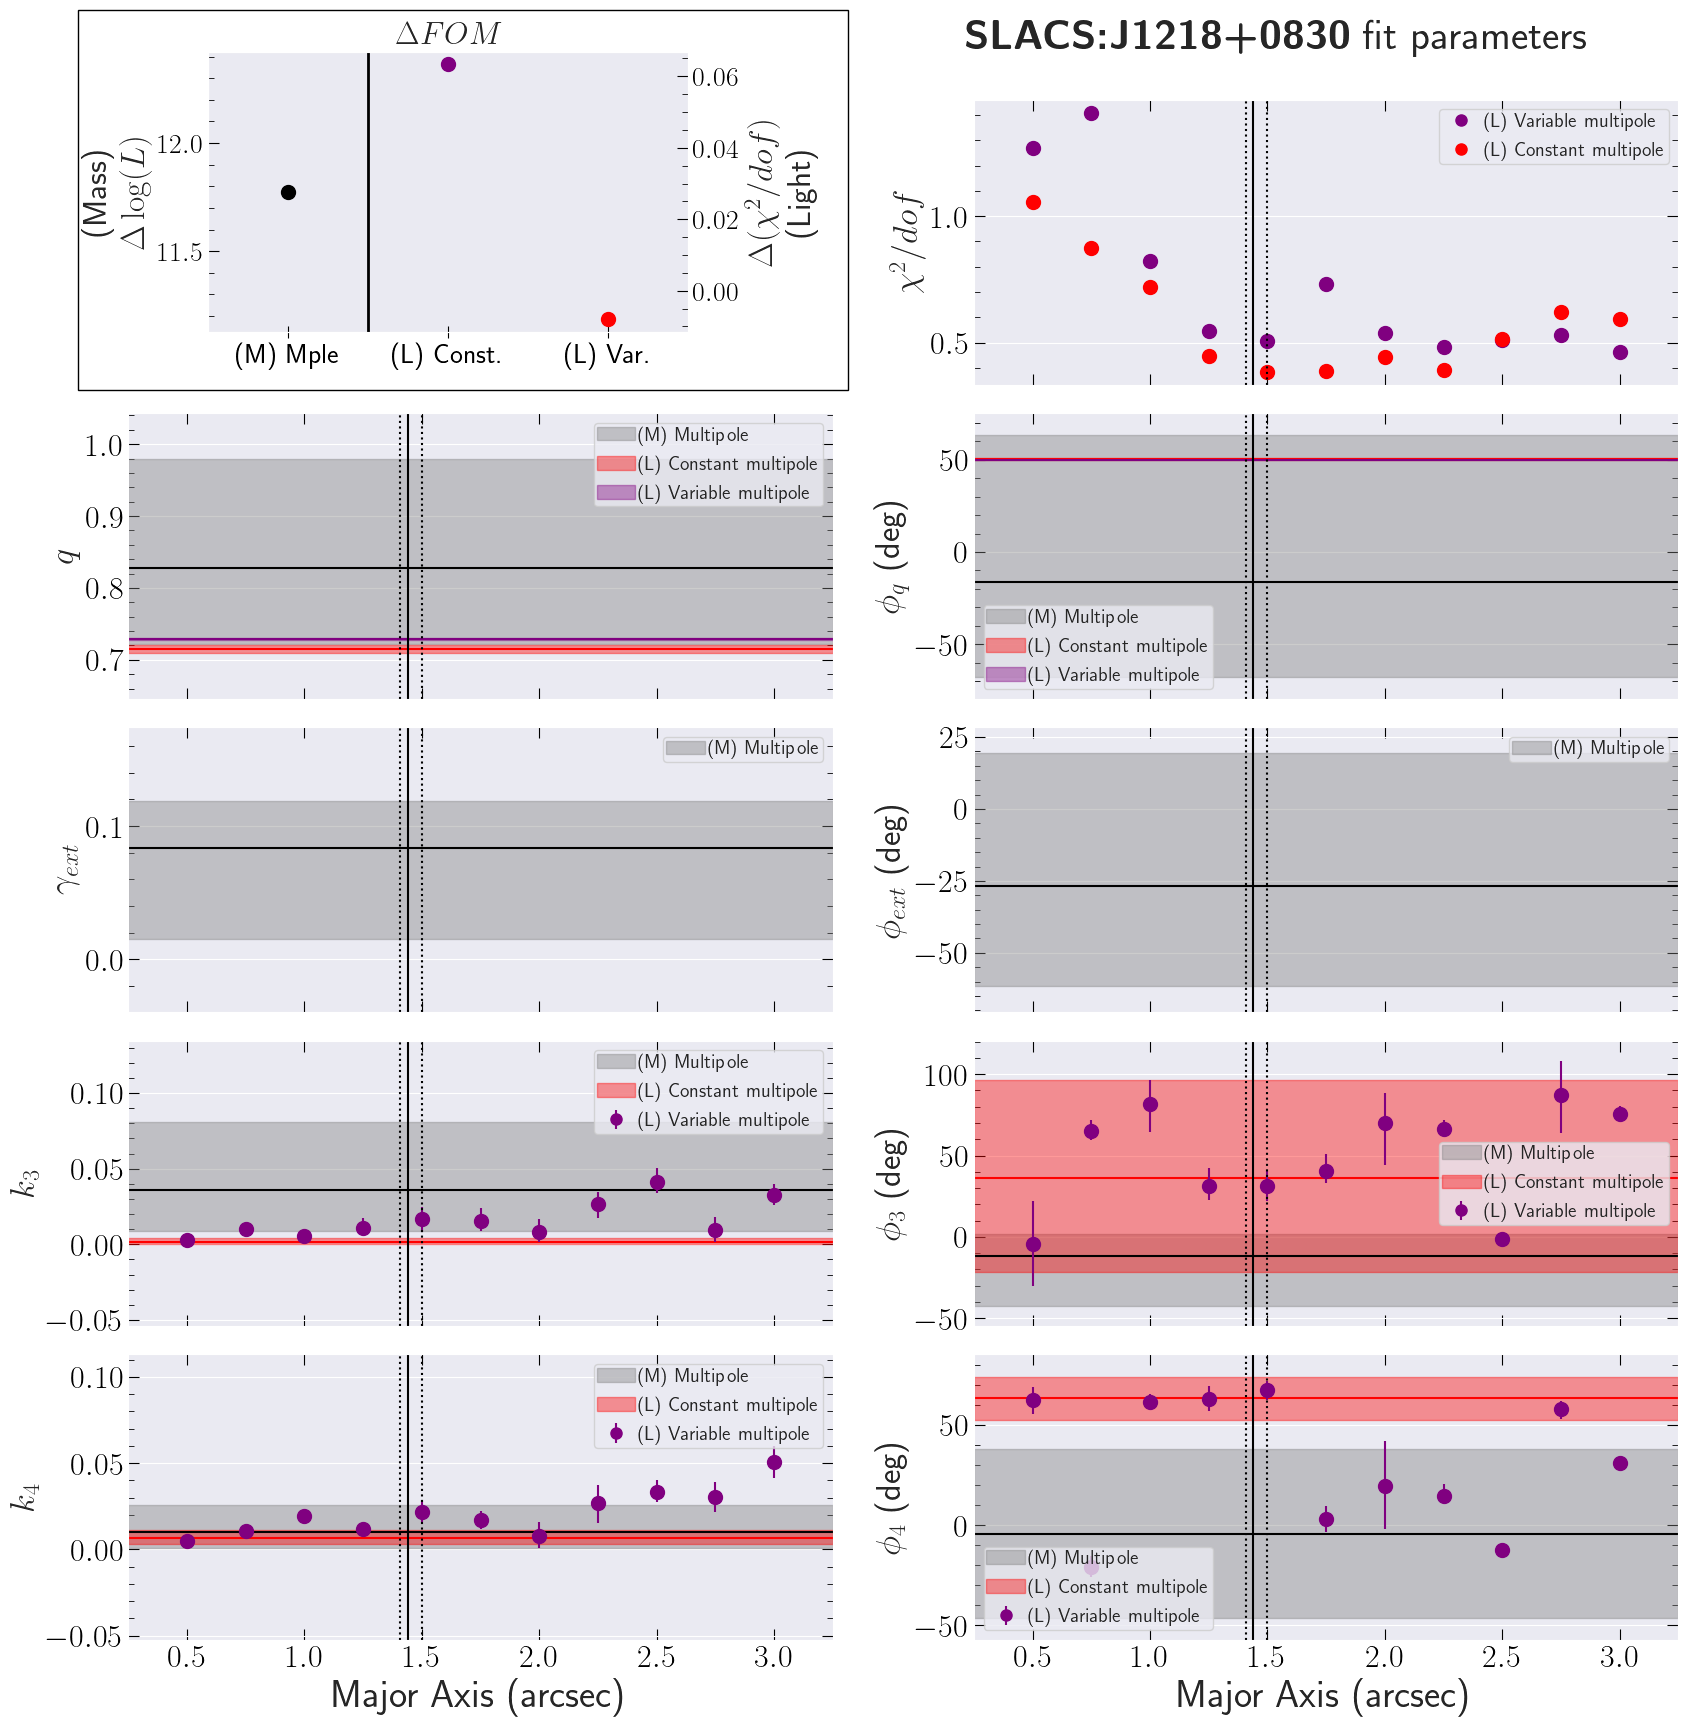 ΔFOM
SLACS:J1218+0830 fit parameters
(Mass)
Δ log(L)
12.0
11.5
0.06
0.04
0.02
0.00
Δ(χ²/dof)
(Light)
(M) Mple
(L) Const.
(L) Var.
χ²/dof
1.0
0.5
(L) Variable multipole
(L) Constant multipole
q
1.0
0.9
0.8
0.7
(M) Multipole
(L) Constant multipole
(L) Variable multipole
ϕ_q (deg)
50
0
−50
(M) Multipole
(L) Constant multipole
(L) Variable multipole
γ_ext
0.1
0.0
(M) Multipole
ϕ_ext (deg)
25
0
−25
−50
(M) Multipole
k₃
0.10
0.05
0.00
−0.05
(M) Multipole
(L) Constant multipole
(L) Variable multipole
ϕ₃ (deg)
100
50
0
−50
(M) Multipole
(L) Constant multipole
(L) Variable multipole
k₄
0.10
0.05
0.00
−0.05
(M) Multipole
(L) Constant multipole
(L) Variable multipole
0.5 1.0 1.5 2.0 2.5 3.0
Major Axis (arcsec)
ϕ₄ (deg)
50
0
−50
(M) Multipole
(L) Constant multipole
(L) Variable multipole
0.5 1.0 1.5 2.0 2.5 3.0
Major Axis (arcsec)